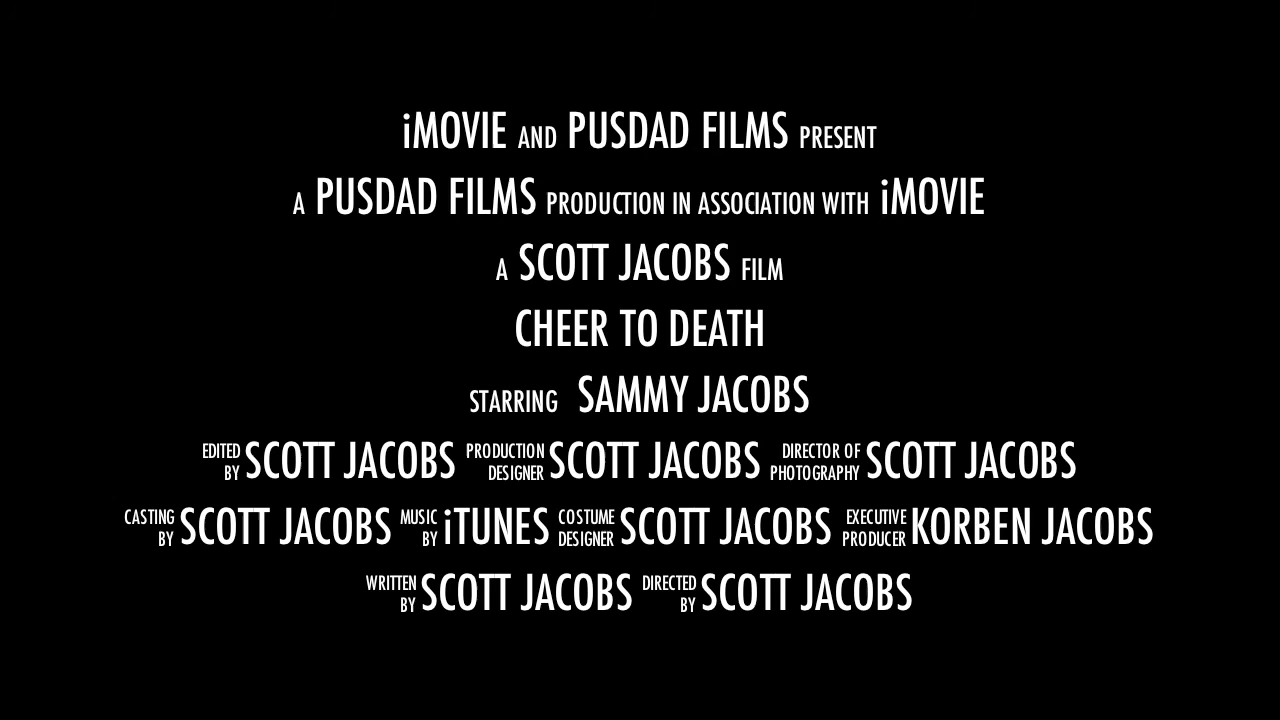 iMOVIE AND PUSDAD FILMS PRESENT
A PUSDAD FILMS PRODUCTION IN ASSOCIATION WITH iMOVIE
A SCOTT JACOBS FILM
CHEER TO DEATH
STARRING SAMMY JACOBS
EDITED BY SCOTT JACOBS PRODUCTION DESIGNER SCOTT JACOBS DIRECTOR OF PHOTOGRAPHY SCOTT JACOBS
CASTING BY SCOTT JACOBS MUSIC BY iTUNES COSTUME DESIGNER SCOTT JACOBS EXECUTIVE PRODUCER KORBEN JACOBS
WRITTEN BY SCOTT JACOBS DIRECTED BY SCOTT JACOBS